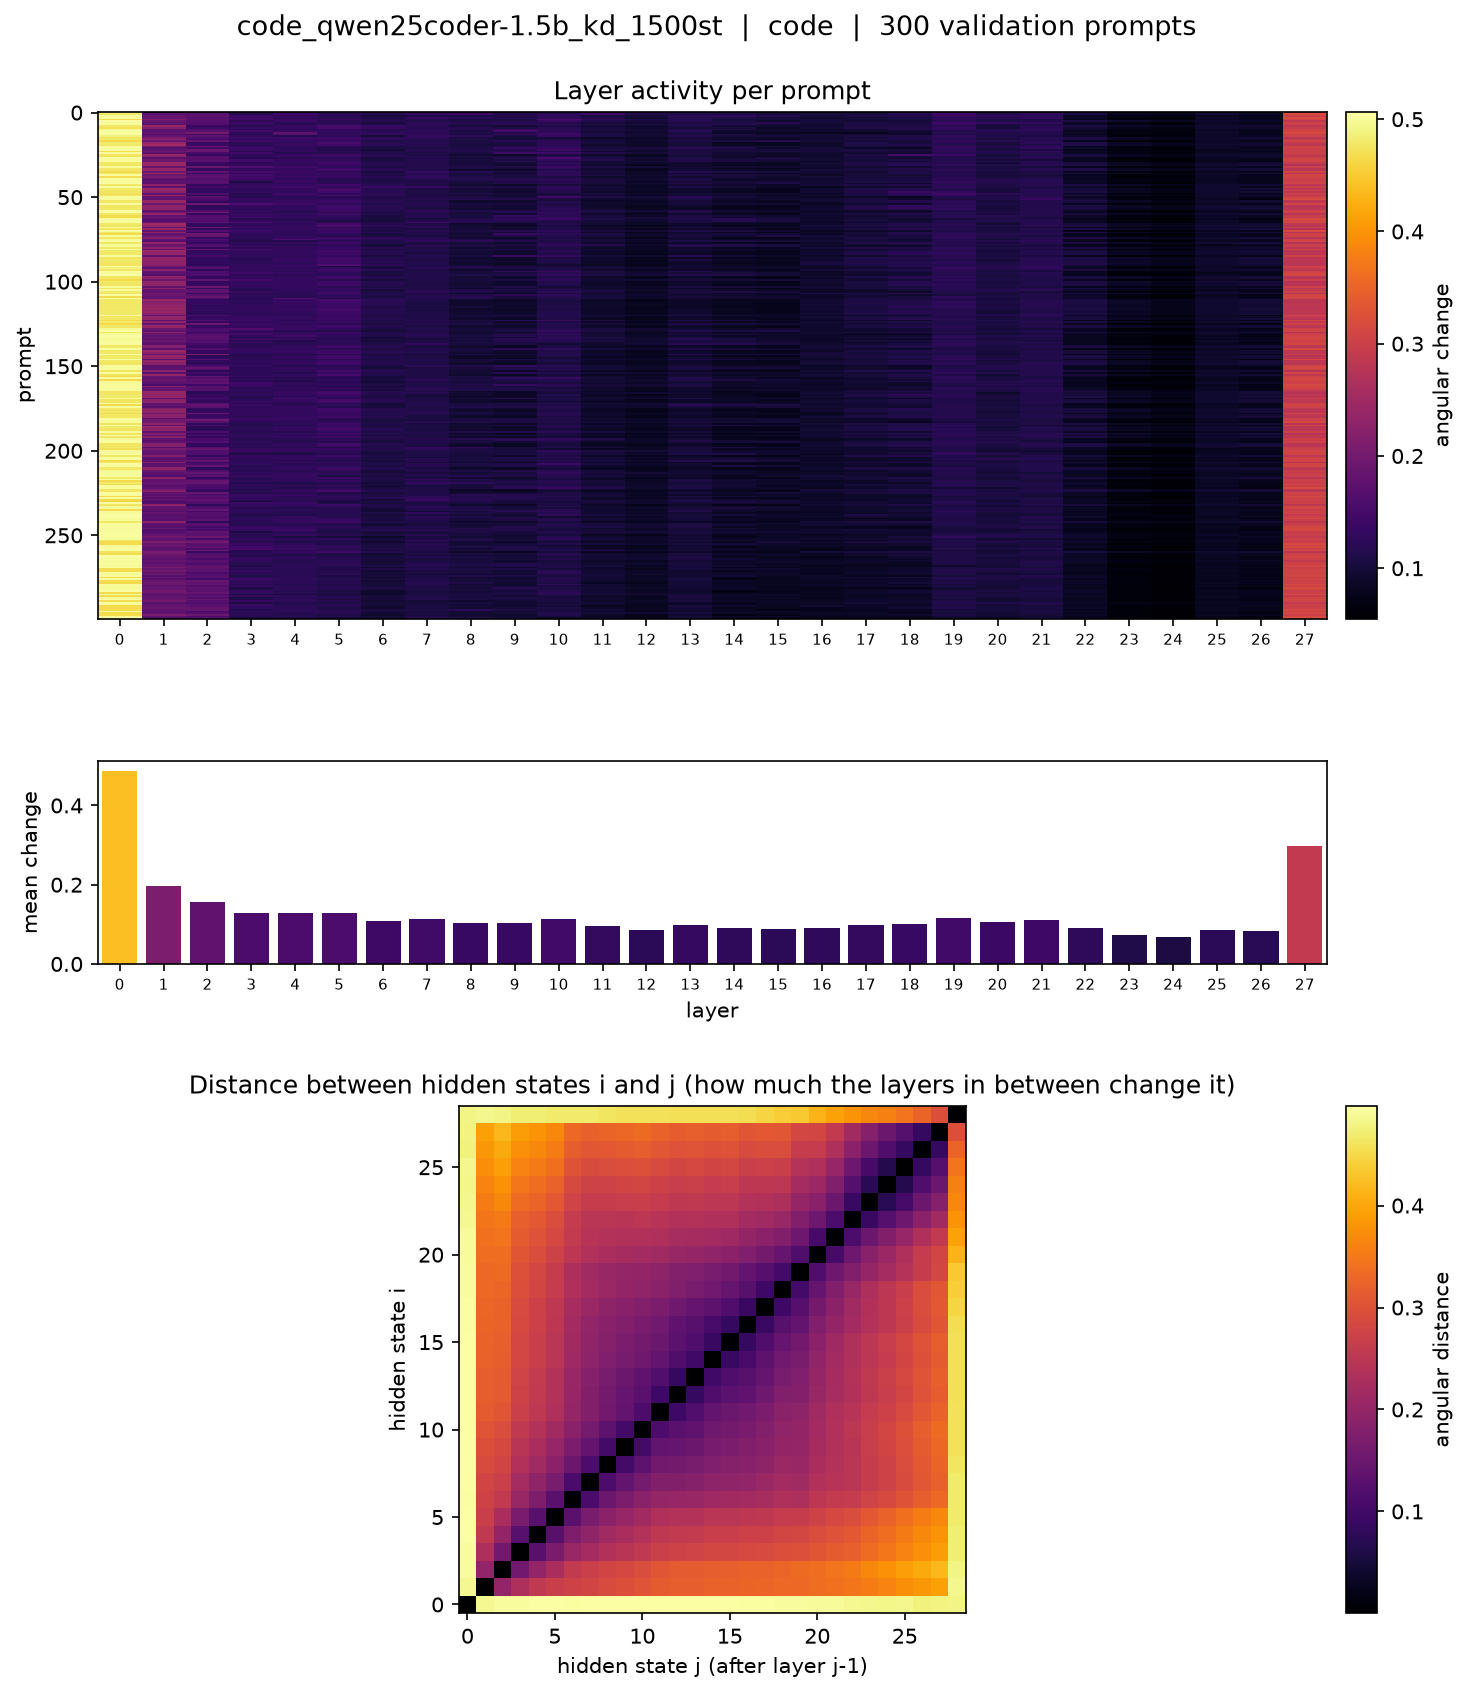 code_qwen25coder-1.5b_kd_1500st  |  code  |  300 validation prompts
Layer activity per prompt
0
50
100
150
200
250
prompt
0 1 2 3 4 5 6 7 8 9 10 11 12 13 14 15 16 17 18 19 20 21 22 23 24 25 26 27
0.5
0.4
0.3
0.2
0.1
angular change
0.4
0.2
0.0
mean change
0 1 2 3 4 5 6 7 8 9 10 11 12 13 14 15 16 17 18 19 20 21 22 23 24 25 26 27
layer
Distance between hidden states i and j (how much the layers in between change it)
25
20
15
10
5
0
hidden state i
0 5 10 15 20 25
hidden state j (after layer j-1)
0.4
0.3
0.2
0.1
angular distance